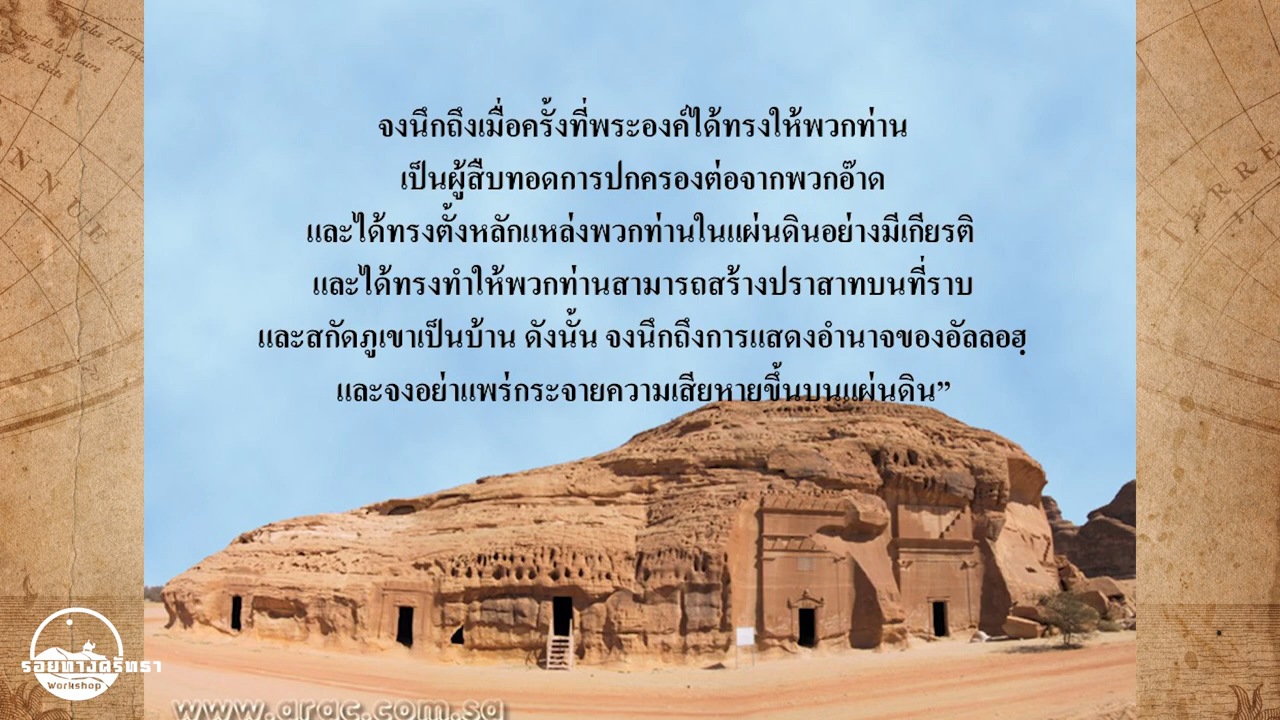 จงนึกถึงเมื่อครั้งที่พระองค์ได้ทรงให้พวกท่าน
เป็นผู้สืบทอดการปกครองต่อจากพวกอ๊าด
และได้ทรงตั้งหลักแหล่งพวกท่านในแผ่นดินอย่างมีเกียรติ
และได้ทรงทำให้พวกท่านสามารถสร้างปราสาทบนที่ราบ
และสกัดภูเขาเป็นบ้าน ดังนั้น จงนึกถึงการแสดงอำนาจของอัลลอฮฺ
และจงอย่าแพร่กระจายความเสียหายขึ้นบนแผ่นดิน”
รอยทางศรัทธา
Workshop
www.arac.com.sa